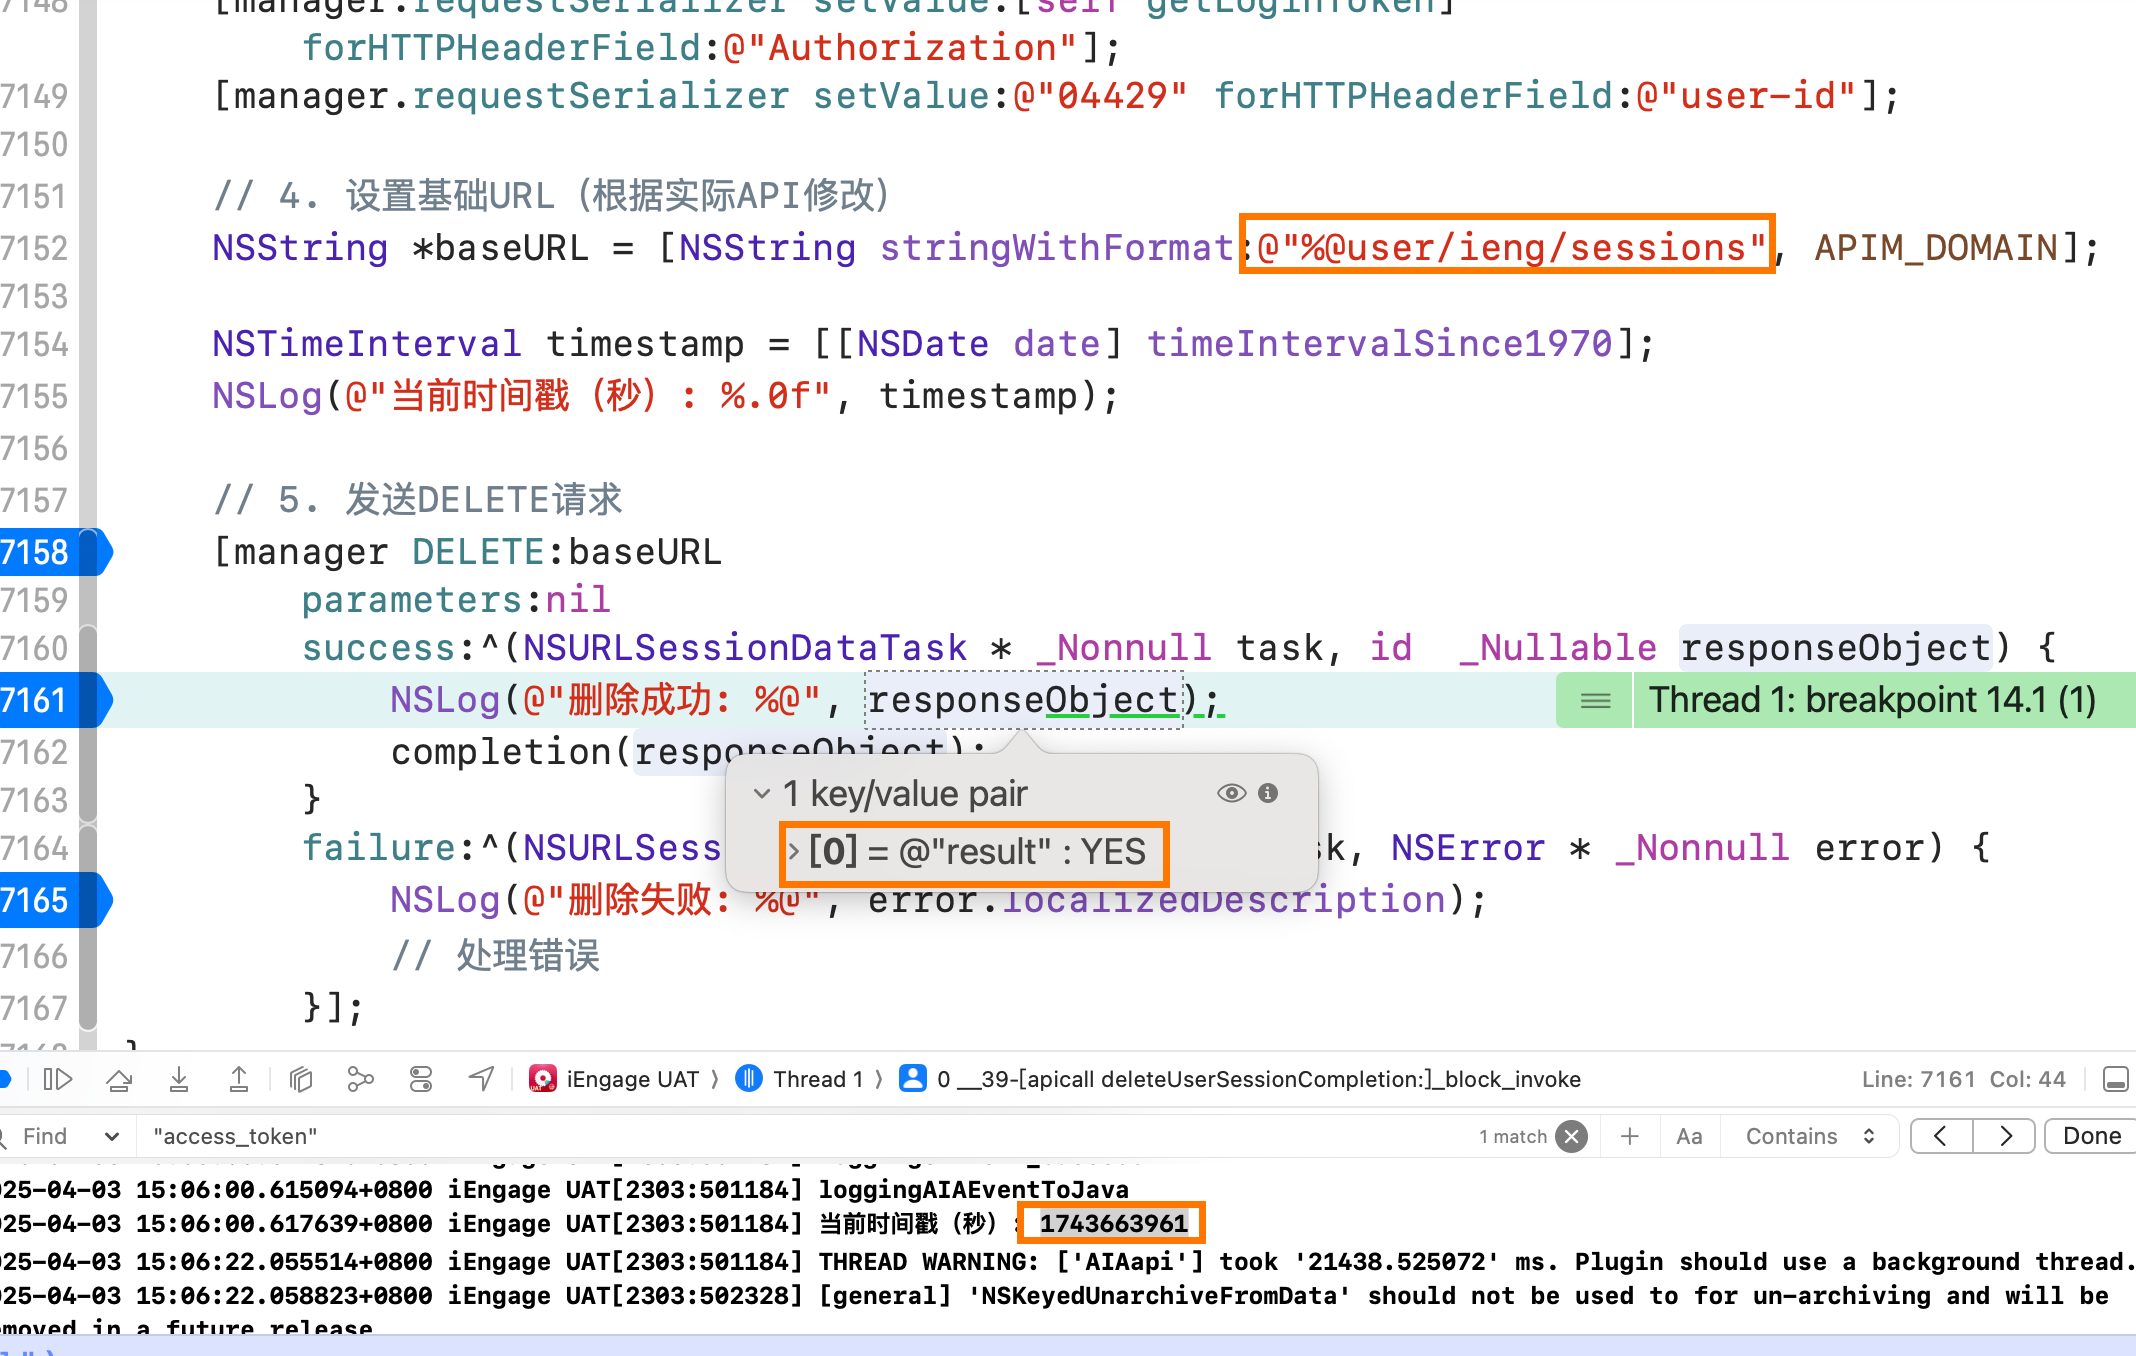 7148 [manager.requestSerializer setValue:[self getLoginToken]
forHTTPHeaderField:@"Authorization"];
7149 [manager.requestSerializer setValue:@"04429" forHTTPHeaderField:@"user-id"];
7150
7151 // 4. 设置基础URL（根据实际API修改）
7152 NSString *baseURL = [NSString stringWithFormat:@"%@user/ieng/sessions", APIM_DOMAIN];
7153
7154 NSTimeInterval timestamp = [[NSDate date] timeIntervalSince1970];
7155 NSLog(@"当前时间戳（秒）: %.0f", timestamp);
7156
7157 // 5. 发送DELETE请求
7158 [manager DELETE:baseURL
7159 parameters:nil
7160 success:^(NSURLSessionDataTask * _Nonnull task, id _Nullable responseObject) {
7161 NSLog(@"删除成功: %@", responseObject); Thread 1: breakpoint 14.1 (1)
7162 completion(responseObject);
1 key/value pair
[0] = @"result" : YES
7163 }
7164 failure:^(NSURLSess sk, NSError * _Nonnull error) {
7165 NSLog(@"删除失败: %@", error.localizedDescription);
7166 // 处理错误
7167 }];
7168 }
iEngage UAT Thread 1 0 __39-[apicall deleteUserSessionCompletion:]_block_invoke Line: 7161 Col: 44
Find "access_token" 1 match Aa Contains Done
25-04-03 15:06:00.615094+0800 iEngage UAT[2303:501184] loggingAIAEventToJava
25-04-03 15:06:00.617639+0800 iEngage UAT[2303:501184] 当前时间戳（秒）: 1743663961
25-04-03 15:06:22.055514+0800 iEngage UAT[2303:501184] THREAD WARNING: ['AIAapi'] took '21438.525072' ms. Plugin should use a background thread.
25-04-03 15:06:22.058823+0800 iEngage UAT[2303:502328] [general] 'NSKeyedUnarchiveFromData' should not be used to for un-archiving and will be
moved in a future release